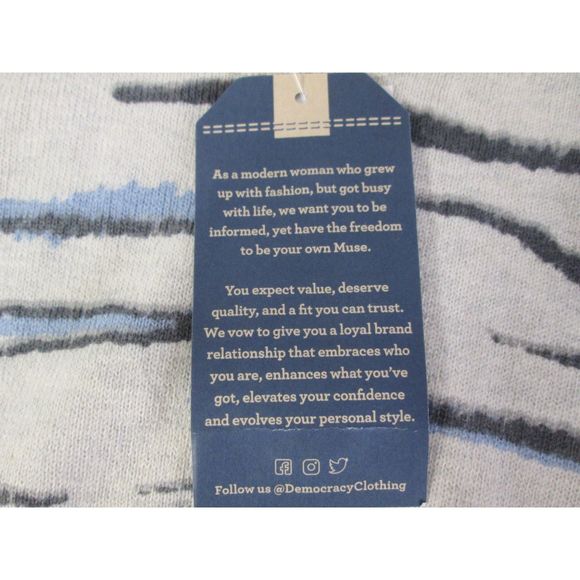 As a modern woman who grew
up with fashion, but got busy
with life, we want you to be
informed, yet have the freedom
to be your own Muse.
You expect value, deserve
quality, and a fit you can trust.
We vow to give you a loyal brand
relationship that embraces who
you are, enhances what you've
got, elevates your confidence
and evolves your personal style.
Follow us @DemocracyClothing